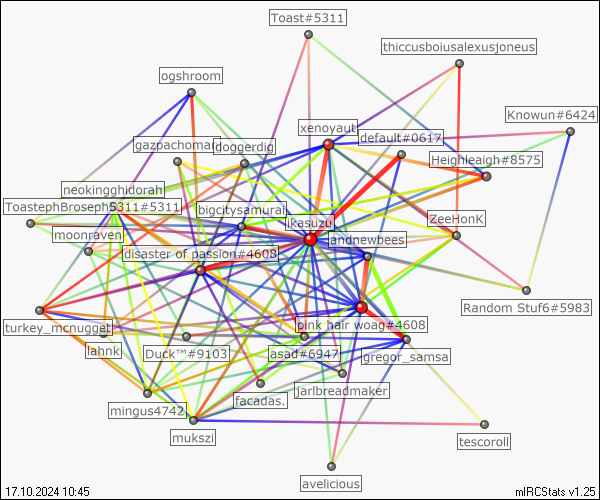 Toast#5311
thiccusboiusalexusjoneus
ogshroom
Knowun#6424
xenoyaut
default#0617
gazpachoman
doggerdig
Heighleaigh#8575
neokingghidorah
ToastephBroseph5311#5311
bigcitysamurai
ikasuzu
ZeeHonK
moonraven
andnewbees
disaster of passion#4608
Random Stuf6#5983
turkey_mcnugget
pink hair woag#4608
lahnk
Duck™#9103
asad#6947
gregor_samsa
jarlbreadmaker
facadas.
mingus4742
mukszi
tescoroll
avelicious
17.10.2024 10:45
mIRCStats v1.25